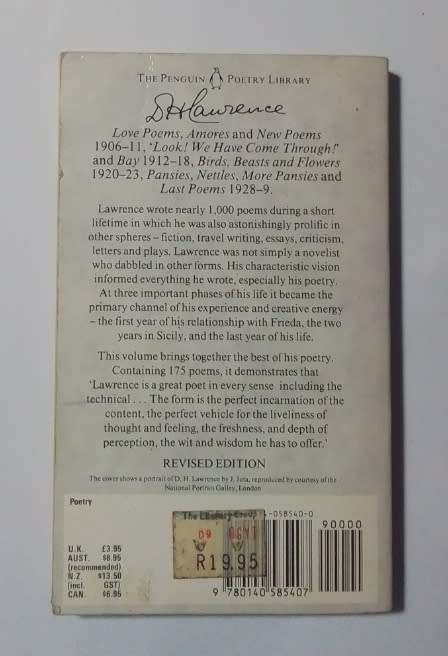 THE PENGUIN POETRY LIBRARY
DHLawrence
Love Poems, Amores and New Poems
1906–11, 'Look! We Have Come Through!'
and Bay 1912–18, Birds, Beasts and Flowers
1920–23, Pansies, Nettles, More Pansies and
Last Poems 1928–9.
Lawrence wrote nearly 1,000 poems during a short
lifetime in which he was also astonishingly prolific in
other spheres – fiction, travel writing, essays, criticism,
letters and plays. Lawrence was not simply a novelist
who dabbled in other forms. His characteristic vision
informed everything he wrote, especially his poetry.
At three important phases of his life it became the
primary channel of his experience and creative energy
– the first year of his relationship with Frieda, the two
years in Sicily, and the last year of his life.
This volume brings together the best of his poetry.
Containing 175 poems, it demonstrates that
'Lawrence is a great poet in every sense including the
technical . . . The form is the perfect incarnation of the
content, the perfect vehicle for the liveliness of
thought and feeling, the freshness, and depth of
perception, the wit and wisdom he has to offer.'
REVISED EDITION
The cover shows a portrait of D. H. Lawrence by J. Juta, reproduced by courtesy of the
National Portrait Galley, London
Poetry
U.K. £3.95
AUST. $8.95
(recommended)
N.Z. $13.50
(incl. GST)
CAN. $6.95
The Literary Group
09
R19.95
4-058540-0
90000
9 780140 585407